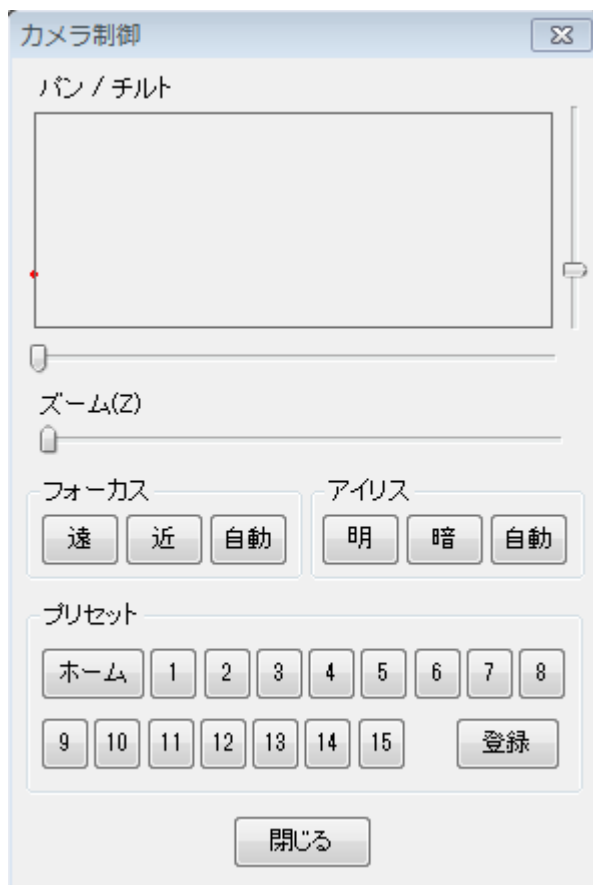 カメラ制御
パン / チルト
ズーム(Z)
フォーカス
アイリス
遠 近 自動
明 暗 自動
プリセット
ホーム 1 2 3 4 5 6 7 8
9 10 11 12 13 14 15 登録
閉じる